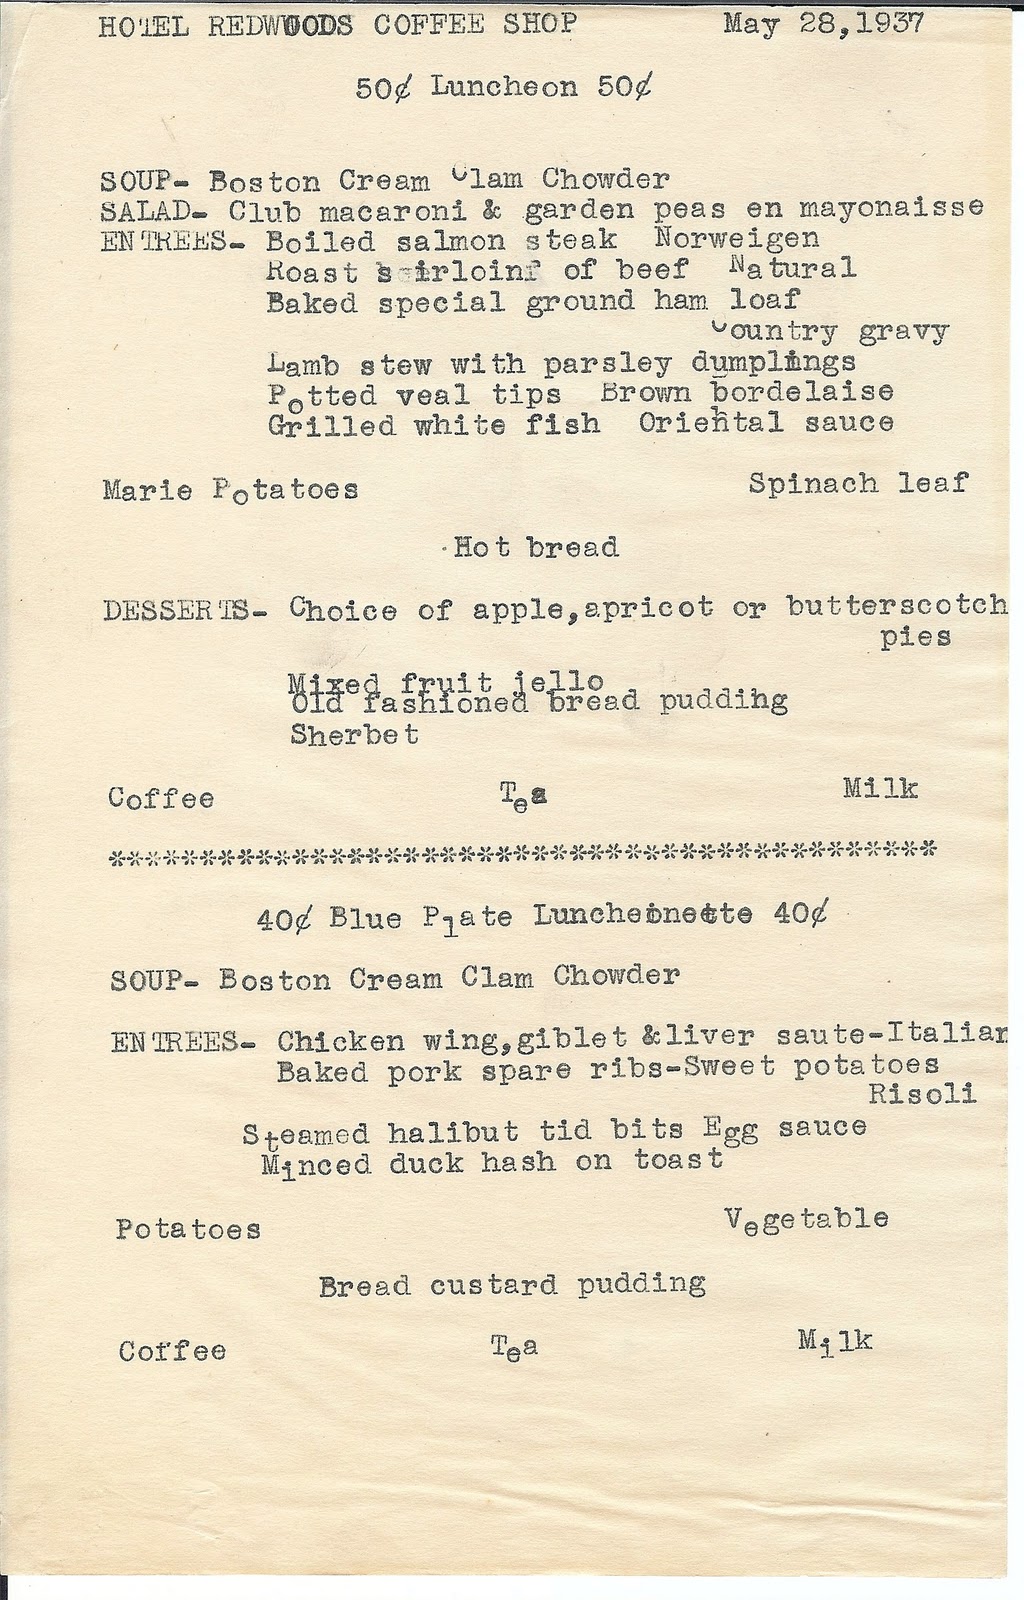 HOTEL REDWOODS COFFEE SHOP May 28,1937
50¢ Luncheon 50¢
SOUP- Boston Cream Clam Chowder
SALAD- Club macaroni & garden peas en mayonaisse
ENTREES- Boiled salmon steak Norweigen
Roast sirloin of beef Natural
Baked special ground ham loaf
Country gravy
Lamb stew with parsley dumplings
Potted veal tips Brown bordelaise
Grilled white fish Oriental sauce
Marie Potatoes Spinach leaf
Hot bread
DESSERTS- Choice of apple,apricot or butterscotch
pies
Mixed fruit jello
Old fashioned bread pudding
Sherbet
Coffee Tea Milk
*********************************************
40¢ Blue Plate Luncheonette 40¢
SOUP- Boston Cream Clam Chowder
ENTREES- Chicken wing,giblet &liver saute-Italian
Baked pork spare ribs-Sweet potatoes
Risoli
Steamed halibut tid bits Egg sauce
Minced duck hash on toast
Potatoes Vegetable
Bread custard pudding
Coffee Tea Milk